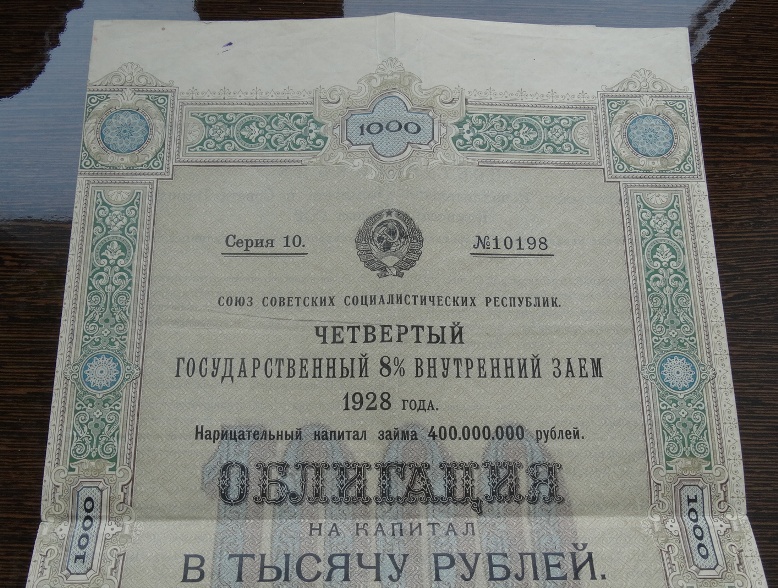 1000
Серия 10. №10198
СОЮЗ СОВЕТСКИХ СОЦИАЛИСТИЧЕСКИХ РЕСПУБЛИК.
ЧЕТВЕРТЫЙ
ГОСУДАРСТВЕННЫЙ 8% ВНУТРЕННИЙ ЗАЕМ
1928 ГОДА.
Нарицательный капитал займа 400.000.000 рублей.
ОБЛИГАЦИЯ
НА КАПИТАЛ
1000 1000
В ТЫСЯЧУ РУБЛЕЙ.
1000